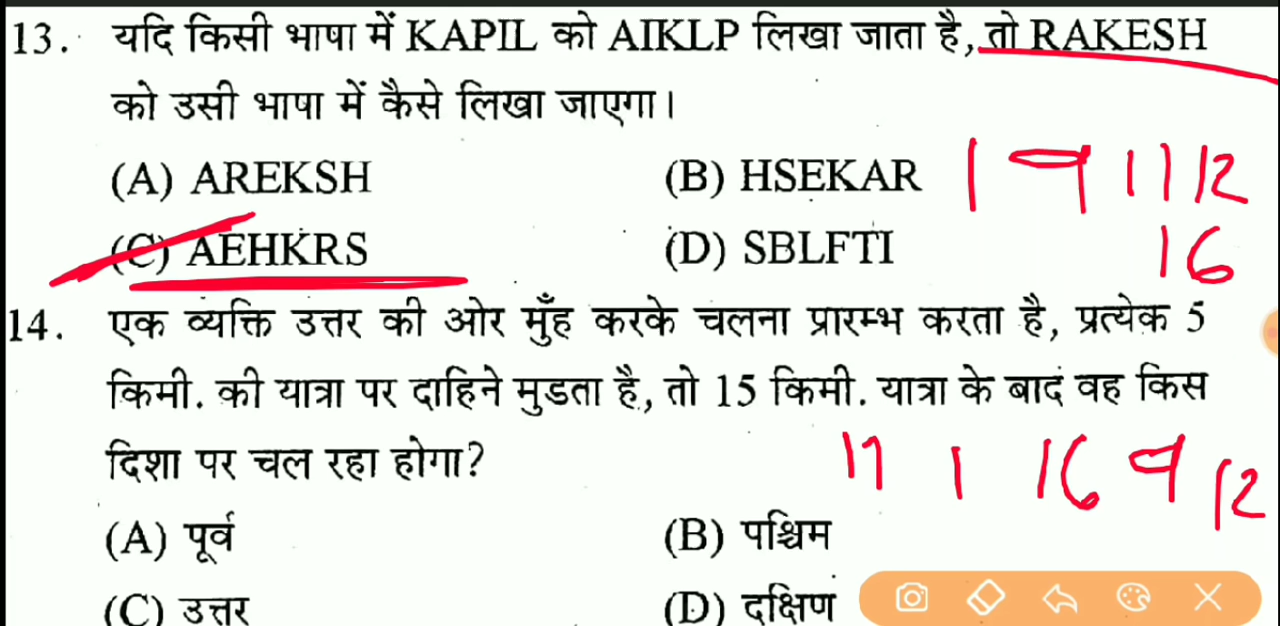 13. यदि किसी भाषा में KAPIL को AIKLP लिखा जाता है, तो RAKESH
को उसी भाषा में कैसे लिखा जाएगा।
(A) AREKSH (B) HSEKAR 1 9 11 12
(C) AEHKRS (D) SBLFTI 16
14. एक व्यक्ति उत्तर की ओर मुँह करके चलना प्रारम्भ करता है, प्रत्येक 5
किमी. की यात्रा पर दाहिने मुडता है, तो 15 किमी. यात्रा के बाद वह किस
दिशा पर चल रहा होगा? 11 1 16 9 12
(A) पूर्व (B) पश्चिम
(C) उत्तर (D) दक्षिण